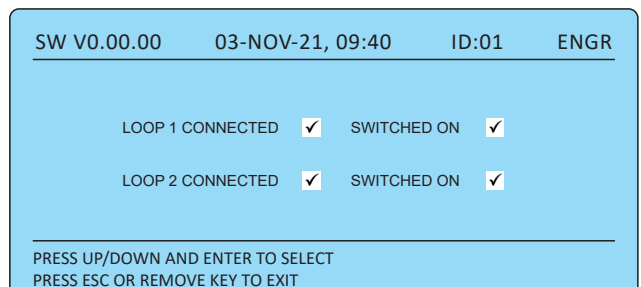 SW V0.00.00 03-NOV-21, 09:40 ID:01 ENGR
LOOP 1 CONNECTED ✓ SWITCHED ON ✓
LOOP 2 CONNECTED ✓ SWITCHED ON ✓
PRESS UP/DOWN AND ENTER TO SELECT
PRESS ESC OR REMOVE KEY TO EXIT